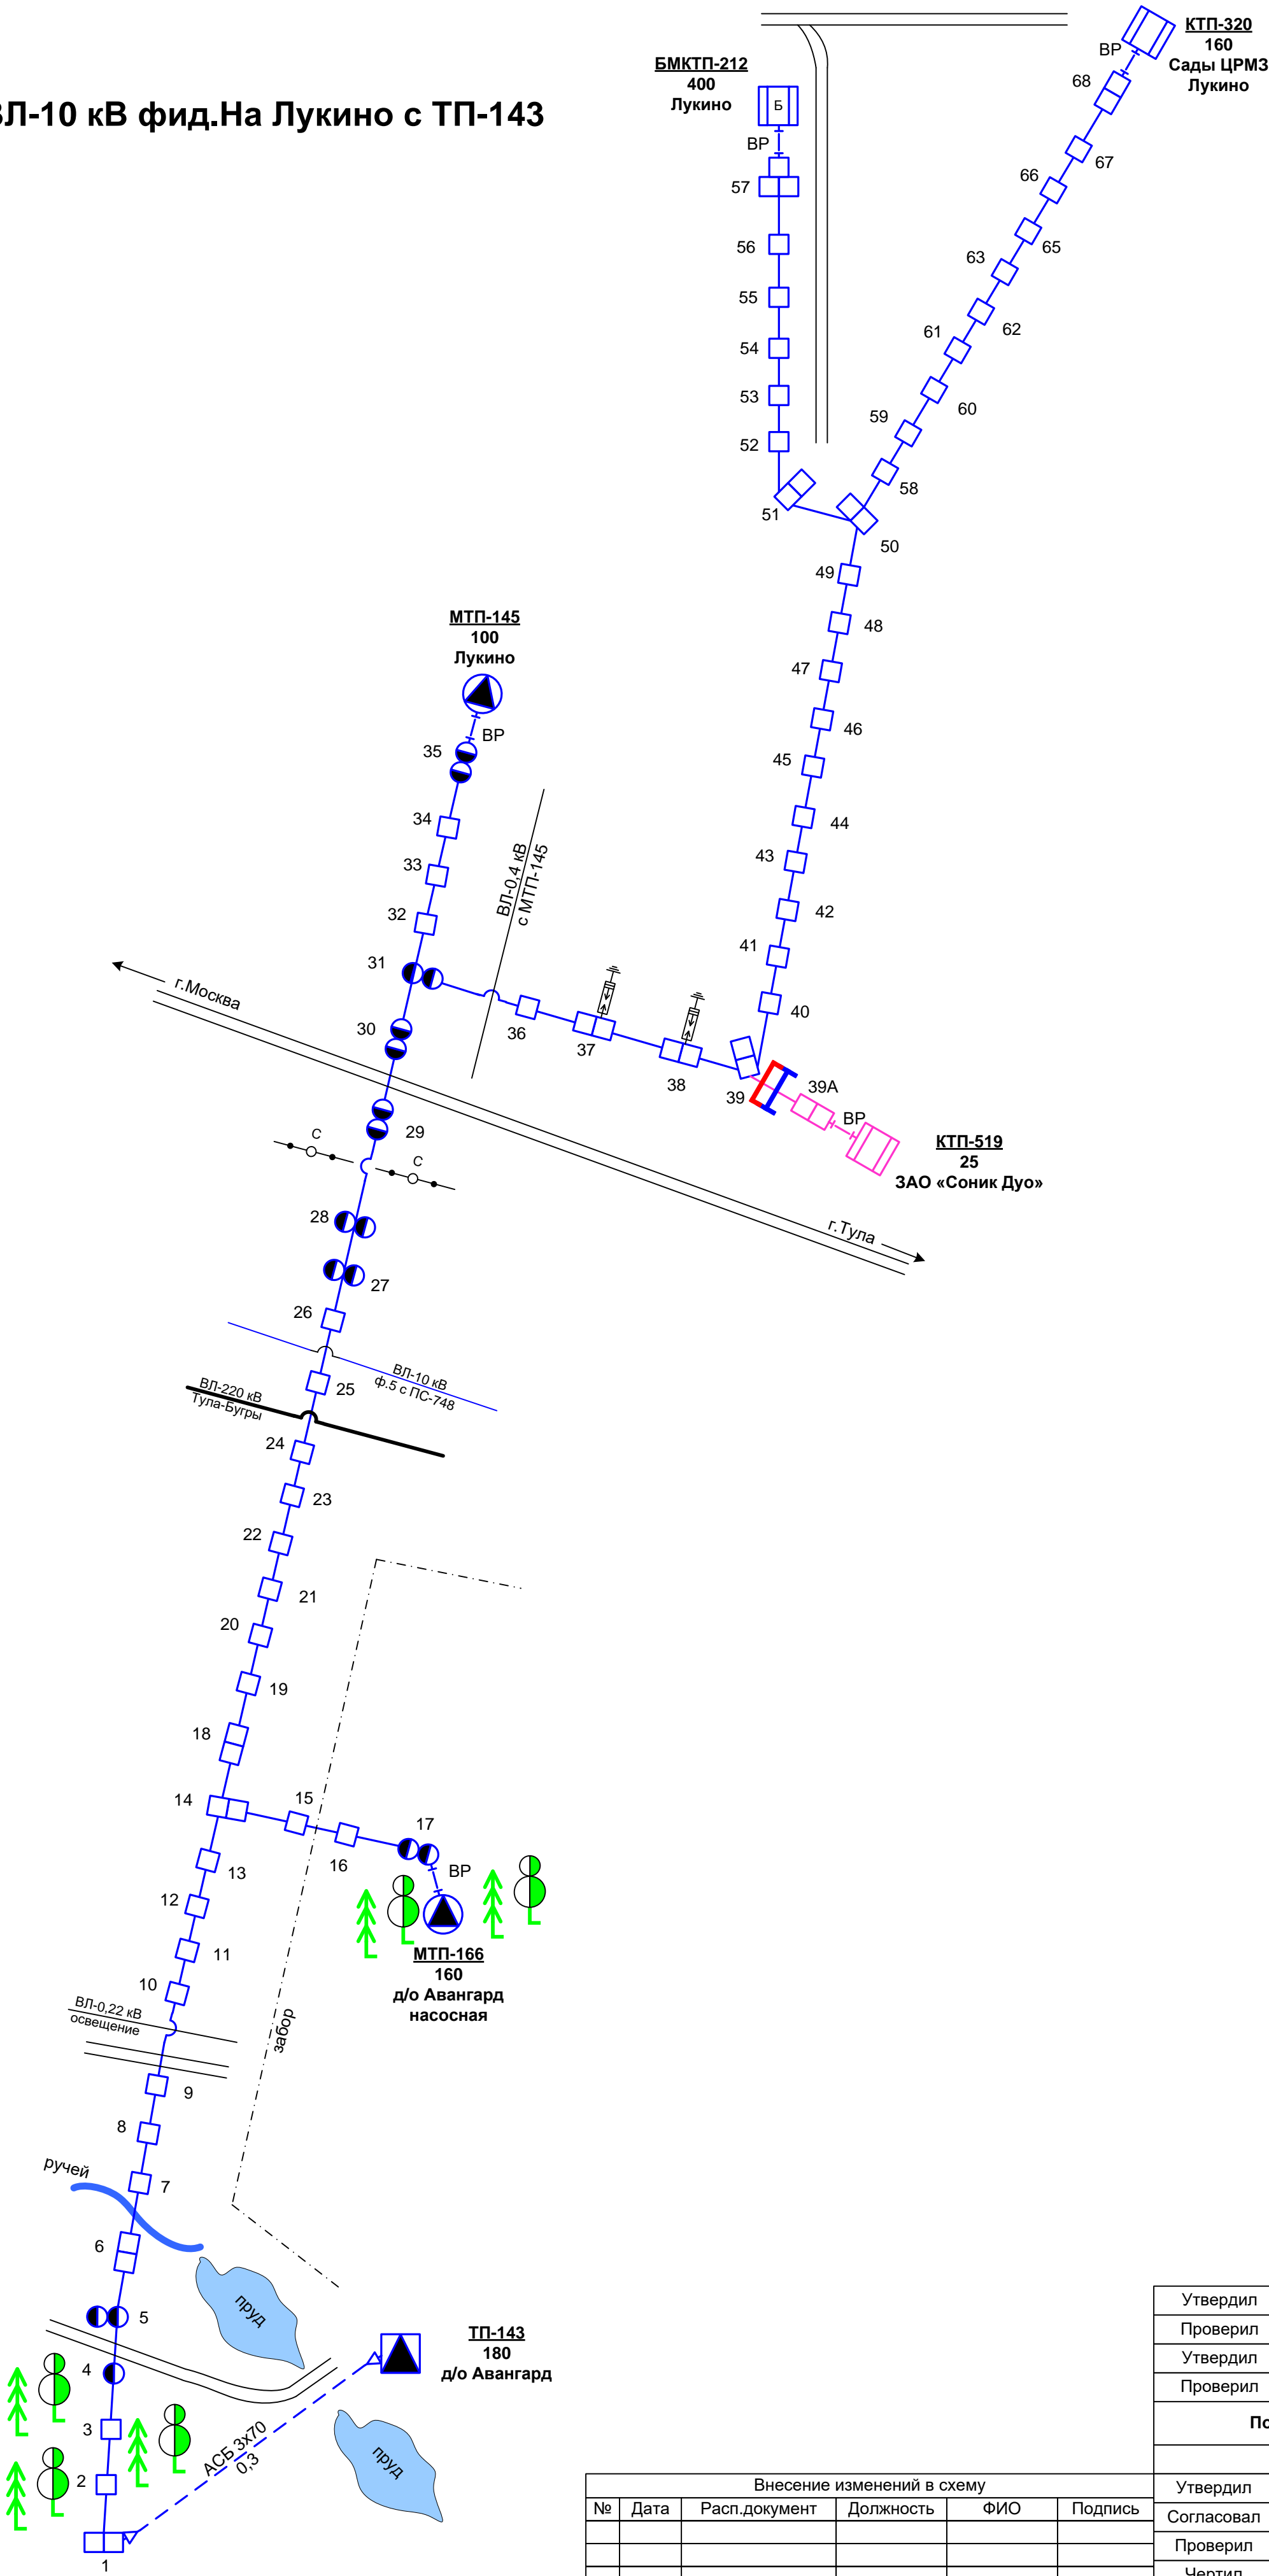 ВЛ-10 кВ фид.На Лукино с ТП-143
БМКТП-212
400
Лукино
Б
ВР
57
56
55
54
53
52
51
КТП-320
160
Сады ЦРМЗ
Лукино
ВР
68
67
66
65
63
62
61
60
59
58
50
49
48
47
46
45
44
43
42
41
40
МТП-145
100
Лукино
ВР
35
34
33
32
31
30
29
ВЛ-0,4 кВ
с МТП-145
36
37
38
39
39А
ВР
КТП-519
25
ЗАО «Соник Дуо»
г.Москва
г.Тула
С
С
28
27
26
ВЛ-10 кВ
ф.5 с ПС-748
25
ВЛ-220 кВ
Тула-Бугры
24
23
22
21
20
19
18
14
15
16
17
ВР
МТП-166
160
д/о Авангард
насосная
13
12
11
10
ВЛ-0,22 кВ
освещение
забор
9
8
7
ручей
6
5
пруд
4
3
2
1
ТП-143
180
д/о Авангард
АСБ 3х70
0,3
пруд
Утвердил
Проверил
Утвердил
Проверил
Утвердил
Согласовал
Проверил
Чертил
Внесение изменений в схему
№ Дата Расп.документ Должность ФИО Подпись